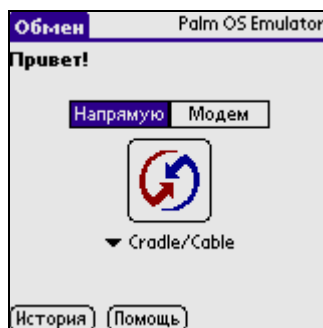 Обмен Palm OS Emulator
Привет!
Напрямую Модем
Cradle/Cable
История Помощь